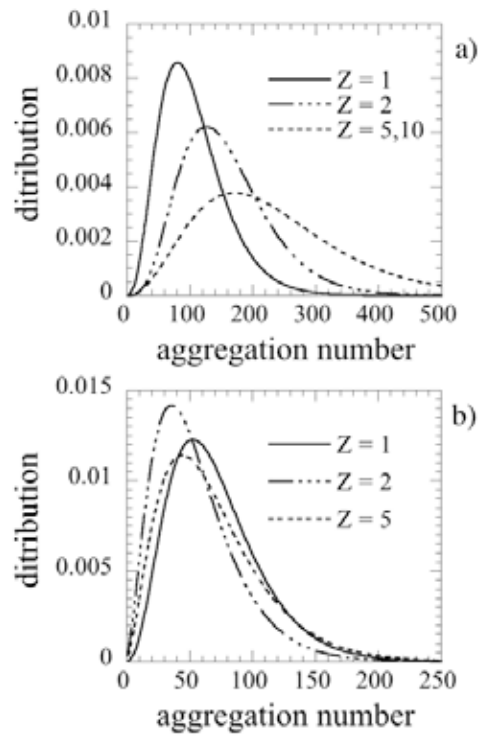 0.01
a)
0.008
Z = 1
Z = 2
0.006
Z = 5,10
ditribution
0.004
0.002
0
0 100 200 300 400 500
aggregation number
0.015
b)
Z = 1
0.01
Z = 2
Z = 5
ditribution
0.005
0
0 50 100 150 200 250
aggregation number